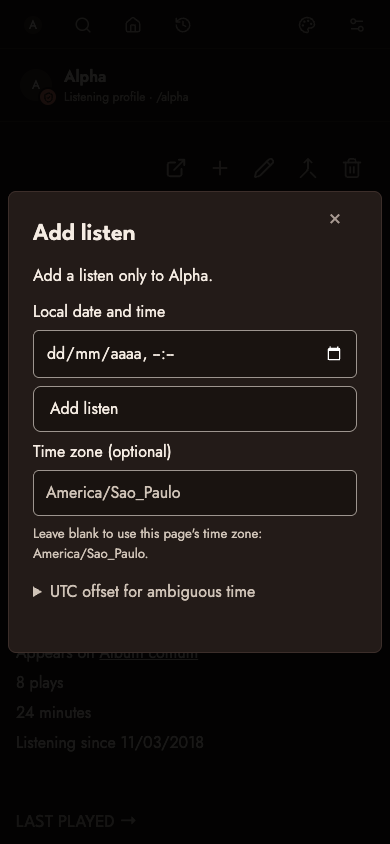 A
A
Alpha
Listening profile · /alpha
Add listen
×
Add a listen only to Alpha.
Local date and time
dd/mm/aaaa, --:--
Add listen
Time zone (optional)
America/Sao_Paulo
Leave blank to use this page's time zone:
America/Sao_Paulo.
▶ UTC offset for ambiguous time
Appears on Album comum
8 plays
24 minutes
Listening since 11/03/2018
LAST PLAYED →